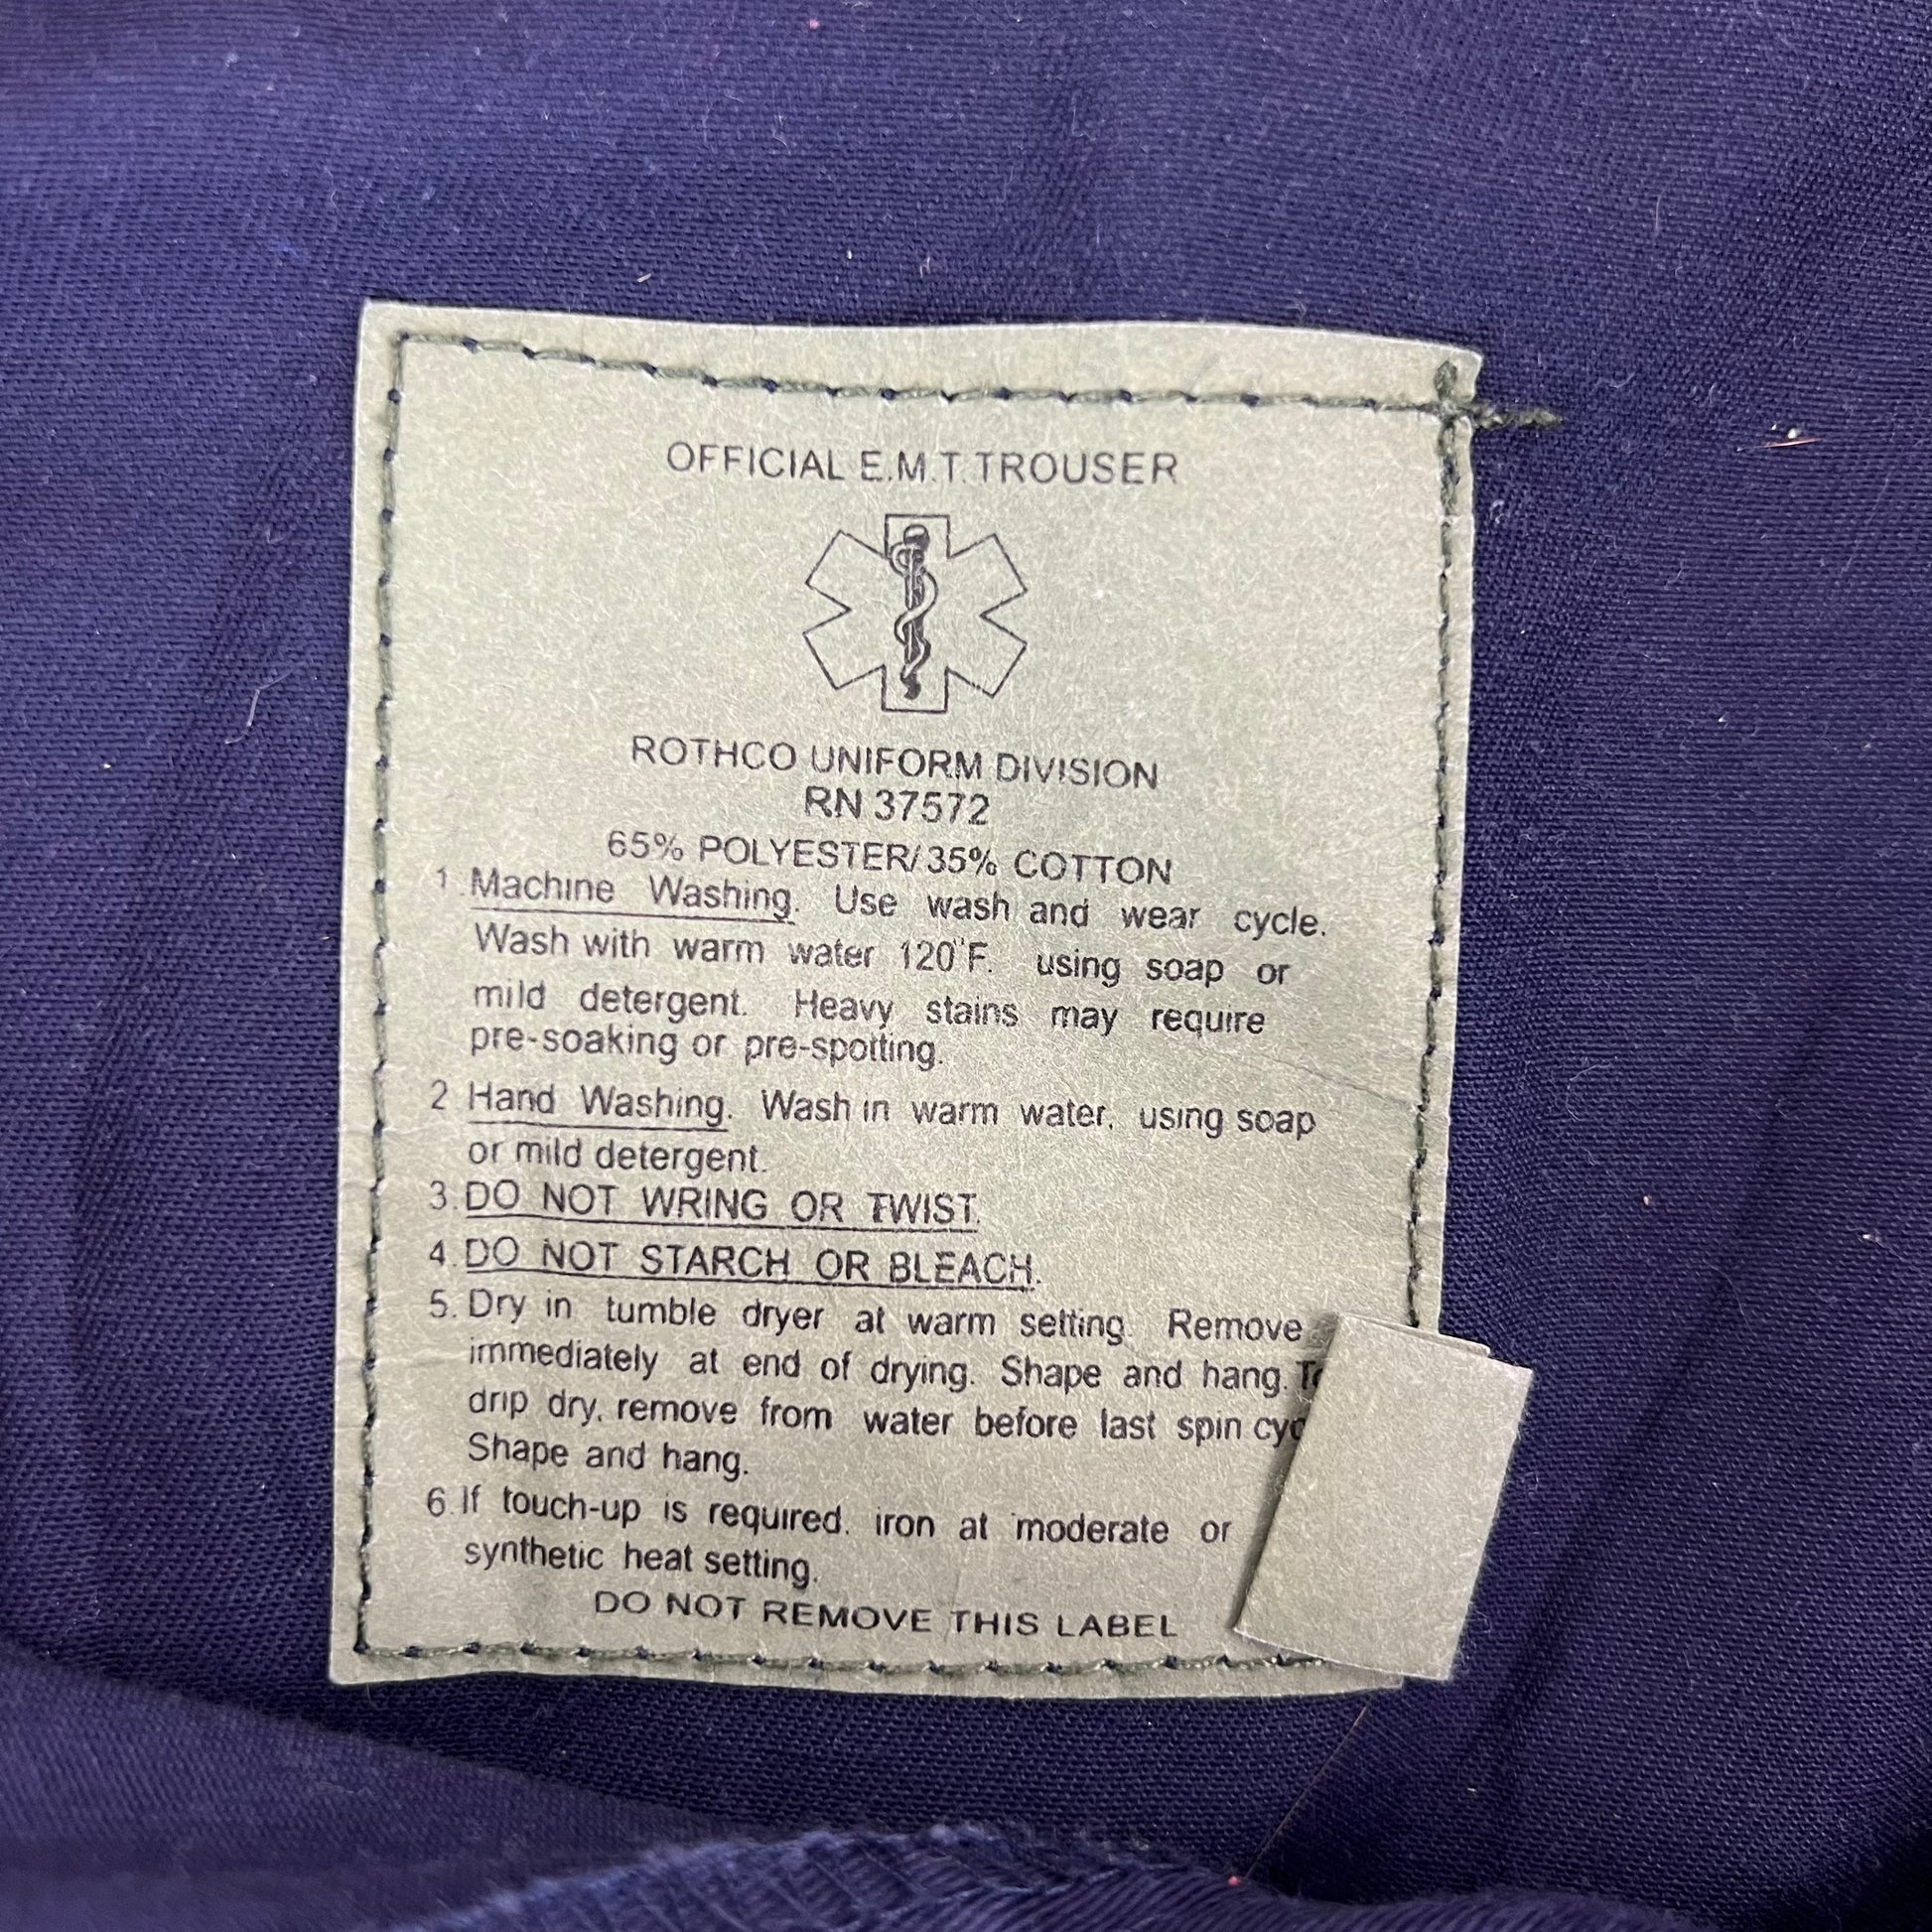 OFFICIAL E.M.T. TROUSER
ROTHCO UNIFORM DIVISION
RN 37572
65% POLYESTER/35% COTTON
1. Machine Washing. Use wash and wear cycle.
Wash with warm water 120°F. using soap or
mild detergent. Heavy stains may require
pre-soaking or pre-spotting.
2 Hand Washing. Wash in warm water, using soap
or mild detergent.
3. DO NOT WRING OR TWIST.
4. DO NOT STARCH OR BLEACH.
5. Dry in tumble dryer at warm setting. Remove
immediately at end of drying. Shape and hang.
drip dry, remove from water before last spin
Shape and hang.
6. If touch-up is required, iron at moderate or
synthetic heat setting.
DO NOT REMOVE THIS LABEL